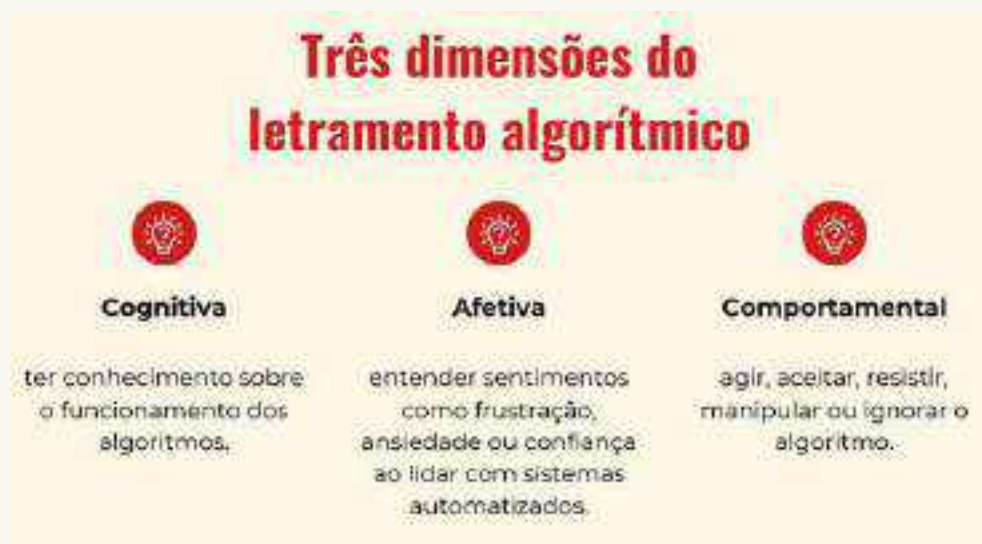 Três dimensões do
letramento algorítmico
Cognitiva
ter conhecimento sobre
o funcionamento dos
algoritmos.
Afetiva
entender sentimentos
como frustração,
ansiedade ou confiança
ao lidar com sistemas
automatizados.
Comportamental
agir, aceitar, resistir,
manipular ou ignorar o
algoritmo.